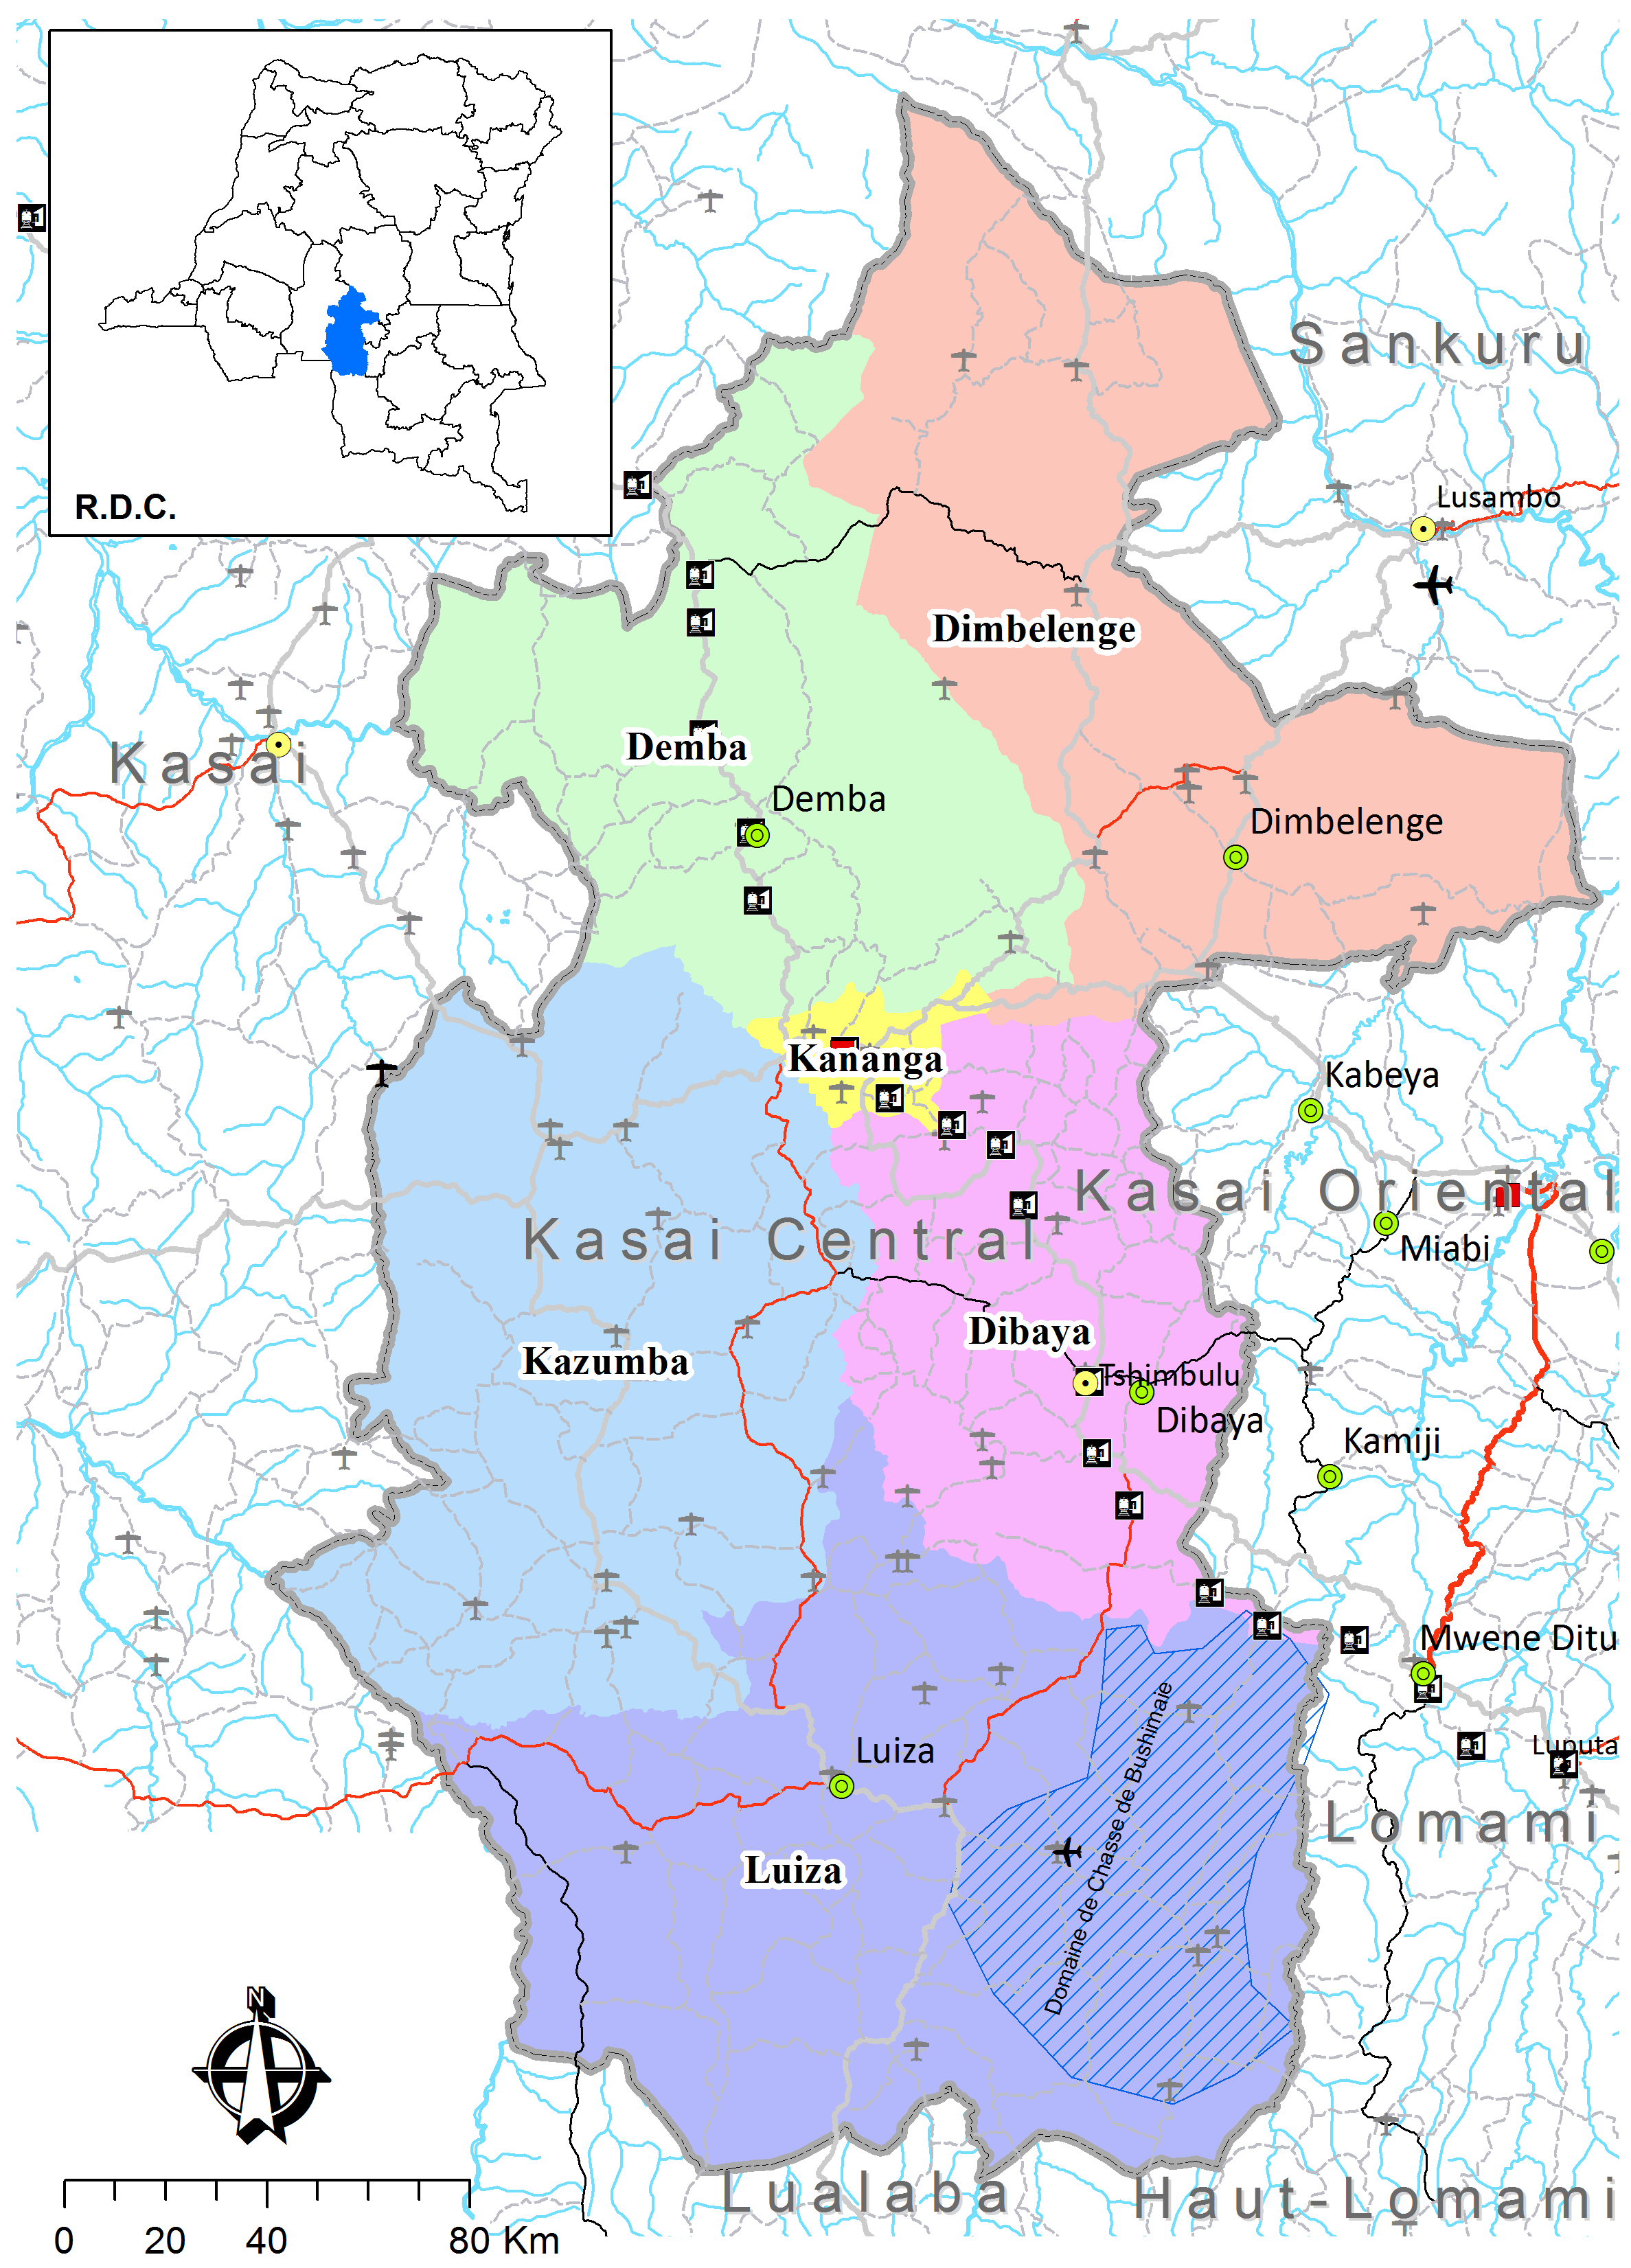 R.D.C.
Sankuru
Lusambo
Dimbelenge
Kasai
Demba
Demba
Dimbelenge
Kananga
Kabeya
Kasai Oriental
Kasai Central
Miabi
Dibaya
Kazumba
Tshimbulu
Dibaya
Kamiji
Mwene Ditu
Luputa
Luiza
Domaine de Chasse de Bushimaie
Lomami
Luiza
N
Lualaba
Haut-Lomami
0 20 40 80 Km